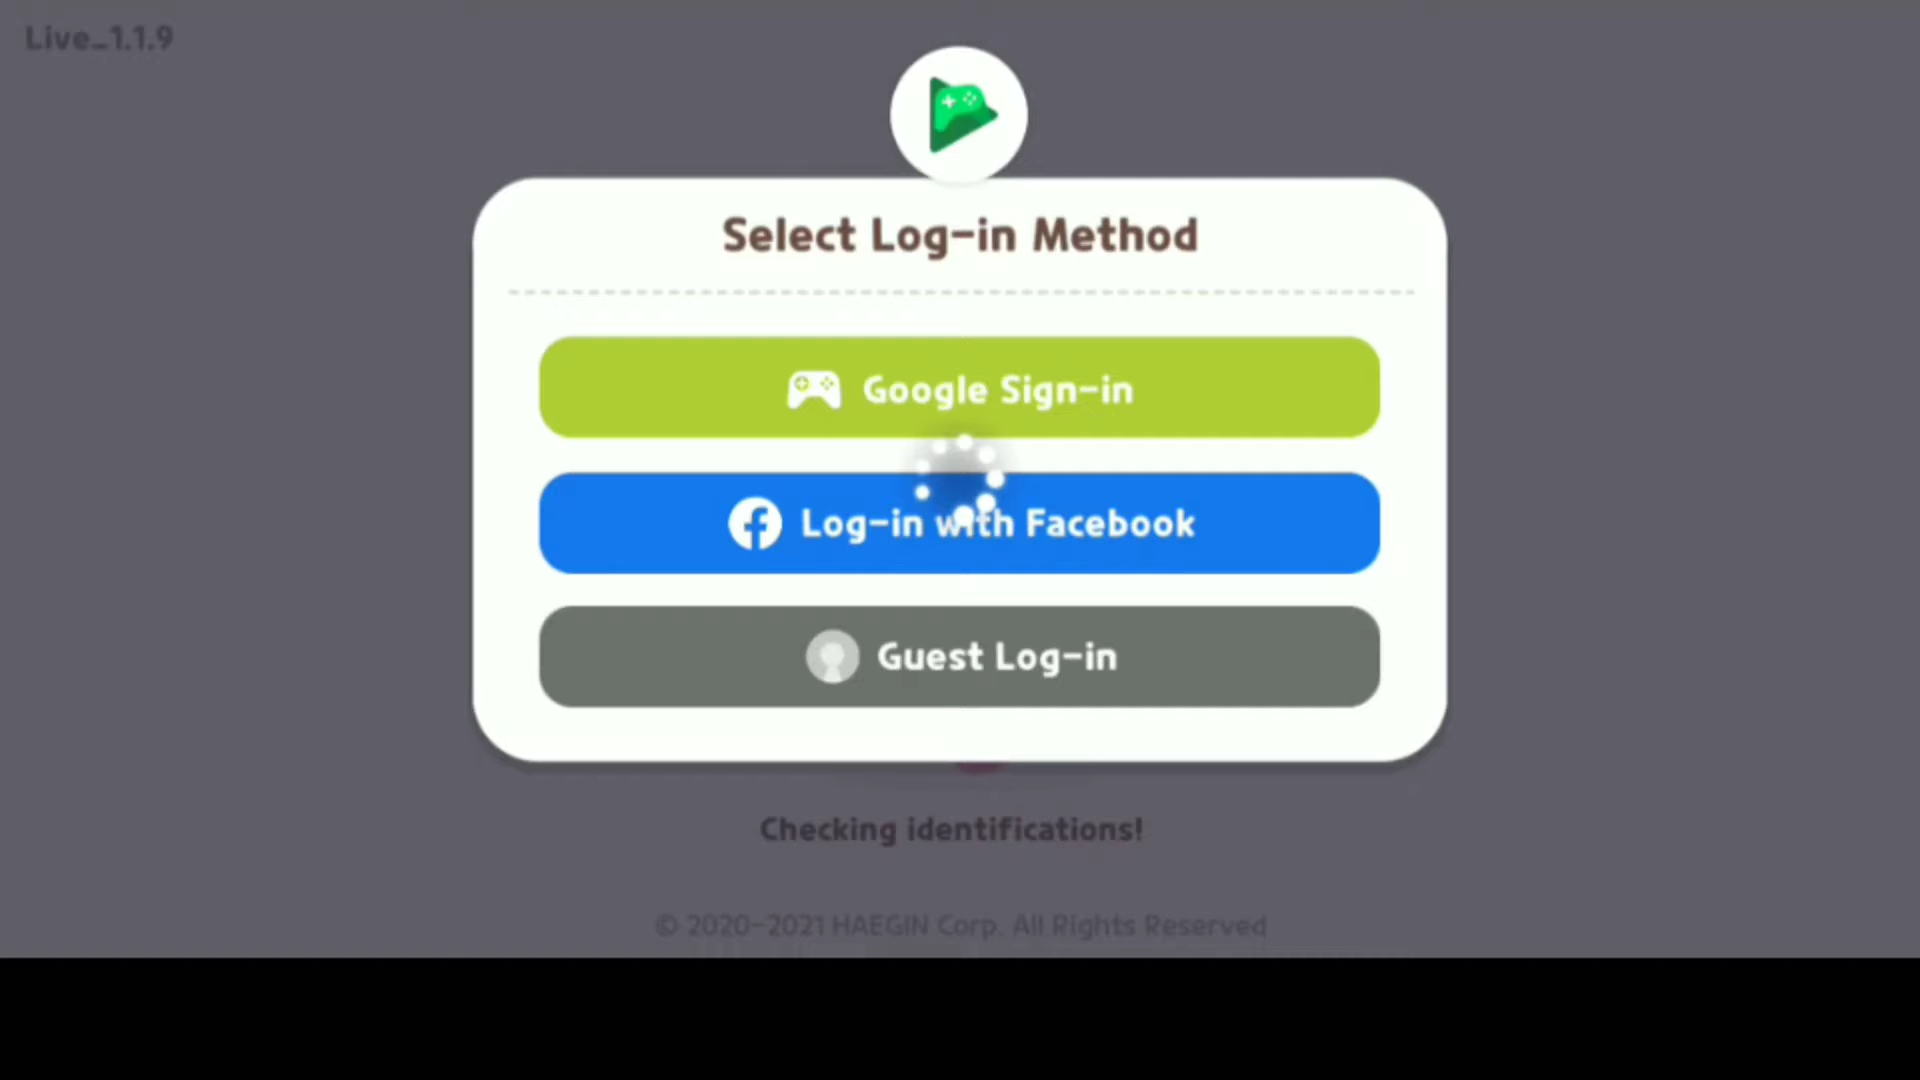 Live_1.1.9
Select Log-in Method
Google Sign-in
Log-in with Facebook
Guest Log-in
Checking identifications!
© 2020-2021 HAEGIN Corp. All Rights Reserved